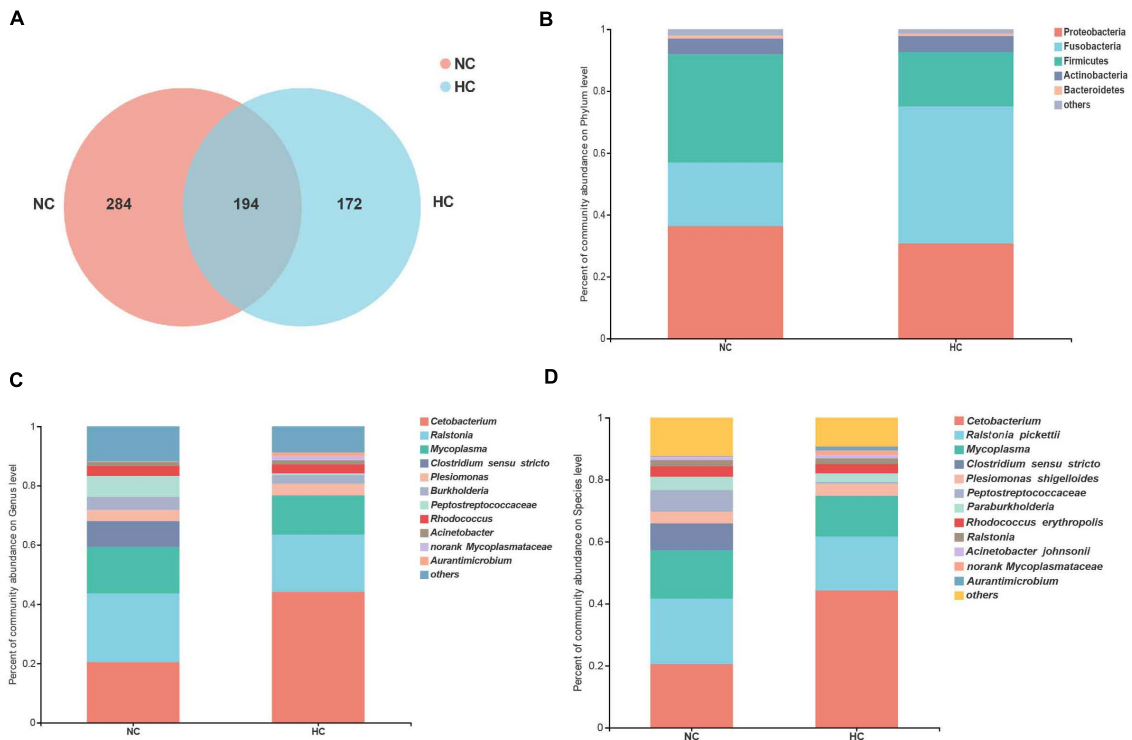 A
NC
HC
NC
284
194
172
HC
B
Percent of community abundance on Phylum level
1
0.8
0.6
0.4
0.2
0
NC
HC
Proteobacteria
Fusobacteria
Firmicutes
Actinobacteria
Bacteroidetes
others
C
Percent of community abundance on Genus level
1
0.8
0.6
0.4
0.2
0
NC
HC
Cetobacterium
Ralstonia
Mycoplasma
Clostridium sensu stricto
Plesiomonas
Burkholderia
Peptostreptococcaceae
Rhodococcus
Acinetobacter
norank Mycoplasmataceae
Aurantimicrobium
others
D
Percent of community abundance on Species level
1
0.8
0.6
0.4
0.2
0
NC
HC
Cetobacterium
Ralstonia pickettii
Mycoplasma
Clostridium sensu stricto
Plesiomonas shigelloides
Peptostreptococcaceae
Paraburkholderia
Rhodococcus erythropolis
Ralstonia
Acinetobacter johnsonii
norank Mycoplasmataceae
Aurantimicrobium
others